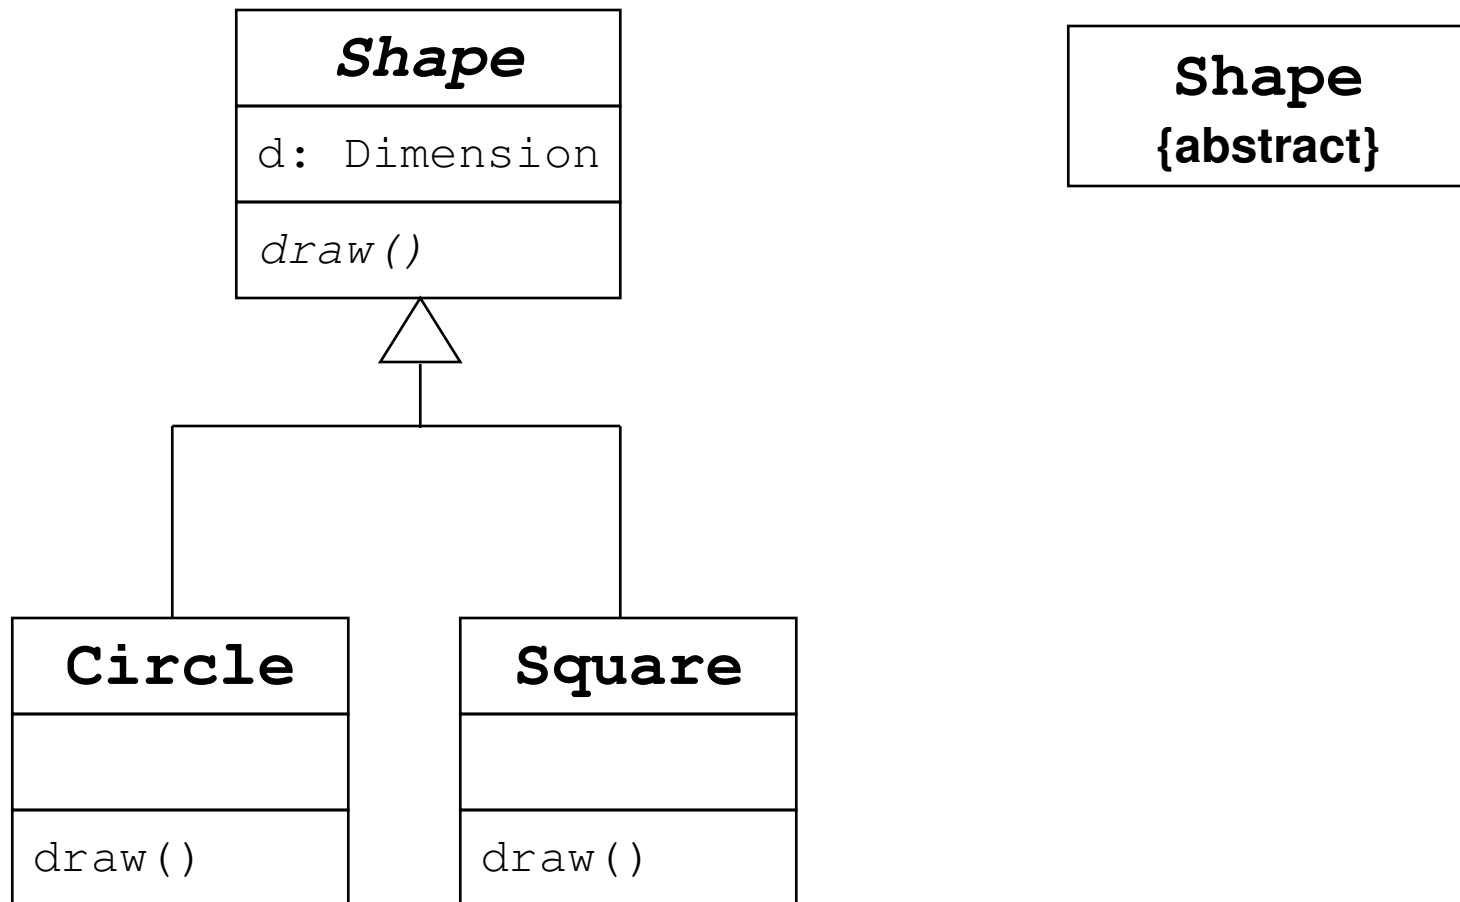 Shape
d: Dimension
draw()
Shape
{abstract}
Circle
draw()
Square
draw()